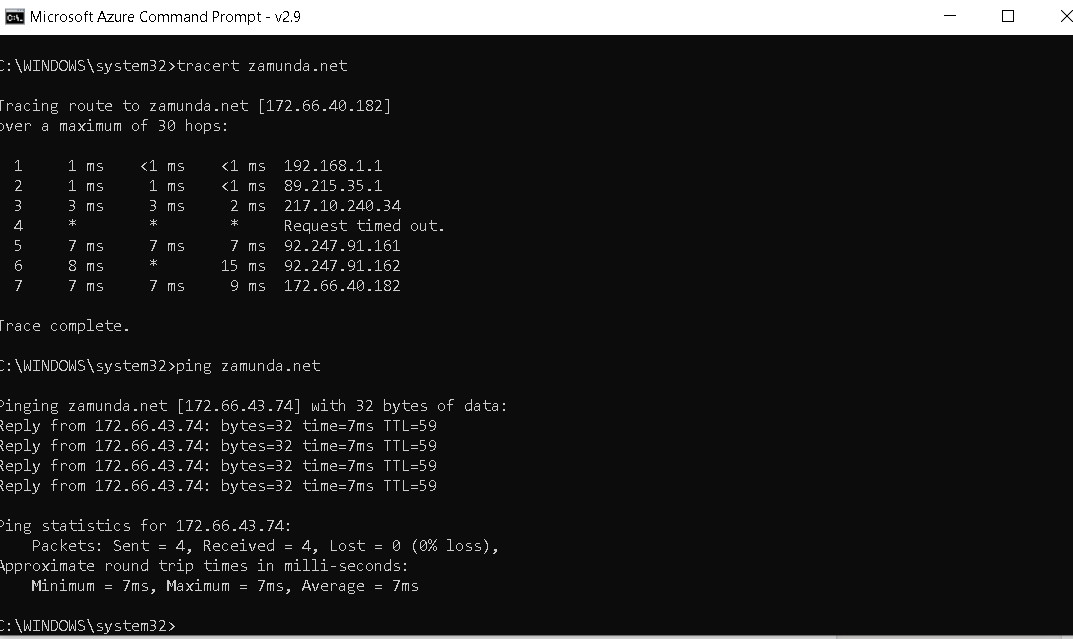 Microsoft Azure Command Prompt - v2.9
C:\WINDOWS\system32>tracert zamunda.net
Tracing route to zamunda.net [172.66.40.182]
over a maximum of 30 hops:
1 1 ms <1 ms <1 ms 192.168.1.1
2 1 ms 1 ms <1 ms 89.215.35.1
3 3 ms 3 ms 2 ms 217.10.240.34
4 * * * Request timed out.
5 7 ms 7 ms 7 ms 92.247.91.161
6 8 ms * 15 ms 92.247.91.162
7 7 ms 7 ms 9 ms 172.66.40.182
Trace complete.
C:\WINDOWS\system32>ping zamunda.net
Pinging zamunda.net [172.66.43.74] with 32 bytes of data:
Reply from 172.66.43.74: bytes=32 time=7ms TTL=59
Reply from 172.66.43.74: bytes=32 time=7ms TTL=59
Reply from 172.66.43.74: bytes=32 time=7ms TTL=59
Reply from 172.66.43.74: bytes=32 time=7ms TTL=59
Ping statistics for 172.66.43.74:
Packets: Sent = 4, Received = 4, Lost = 0 (0% loss),
Approximate round trip times in milli-seconds:
Minimum = 7ms, Maximum = 7ms, Average = 7ms
C:\WINDOWS\system32>